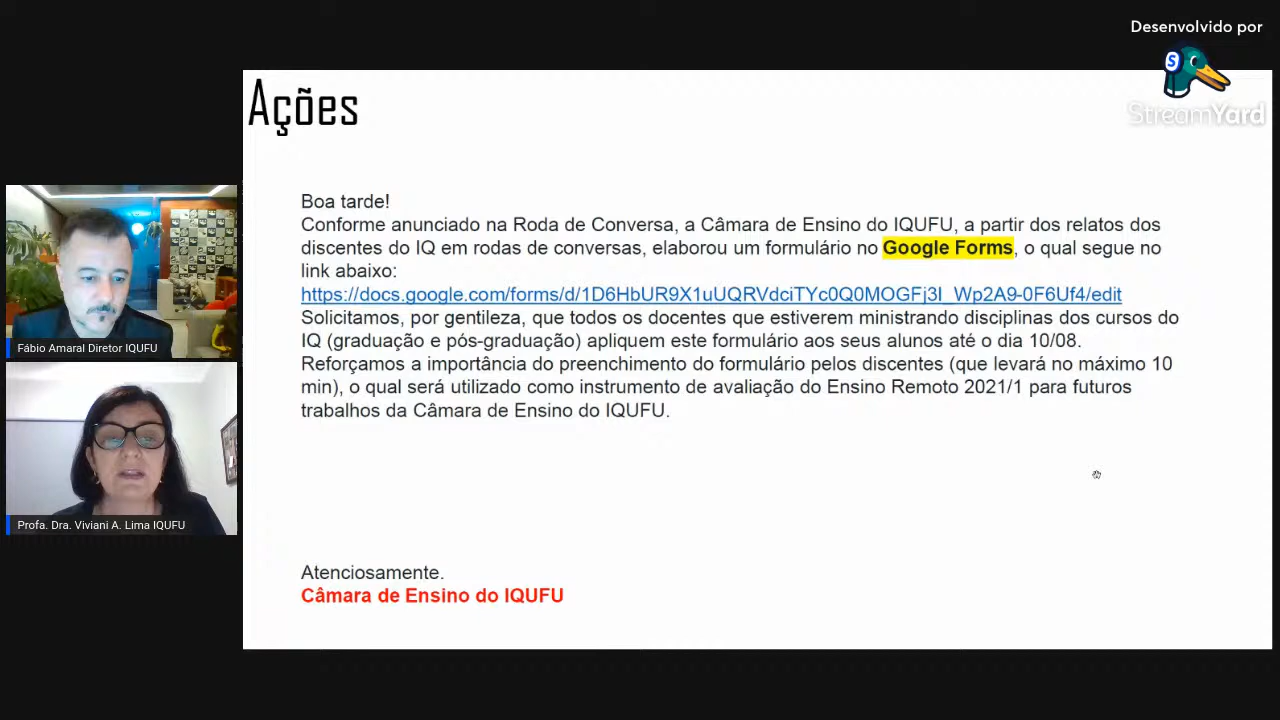 Desenvolvido por
S
StreamYard
Ações
Boa tarde!
Conforme anunciado na Roda de Conversa, a Câmara de Ensino do IQUFU, a partir dos relatos dos
discentes do IQ em rodas de conversas, elaborou um formulário no Google Forms, o qual segue no
link abaixo:
https://docs.google.com/forms/d/1D6HbUR9X1uUQRVdciTYc0Q0MOGFj3I_Wp2A9-0F6Uf4/edit
Solicitamos, por gentileza, que todos os docentes que estiverem ministrando disciplinas dos cursos do
IQ (graduação e pós-graduação) apliquem este formulário aos seus alunos até o dia 10/08.
Reforçamos a importância do preenchimento do formulário pelos discentes (que levará no máximo 10
min), o qual será utilizado como instrumento de avaliação do Ensino Remoto 2021/1 para futuros
trabalhos da Câmara de Ensino do IQUFU.
Atenciosamente.
Câmara de Ensino do IQUFU
Fábio Amaral Diretor IQUFU
Profa. Dra. Viviani A. Lima IQUFU